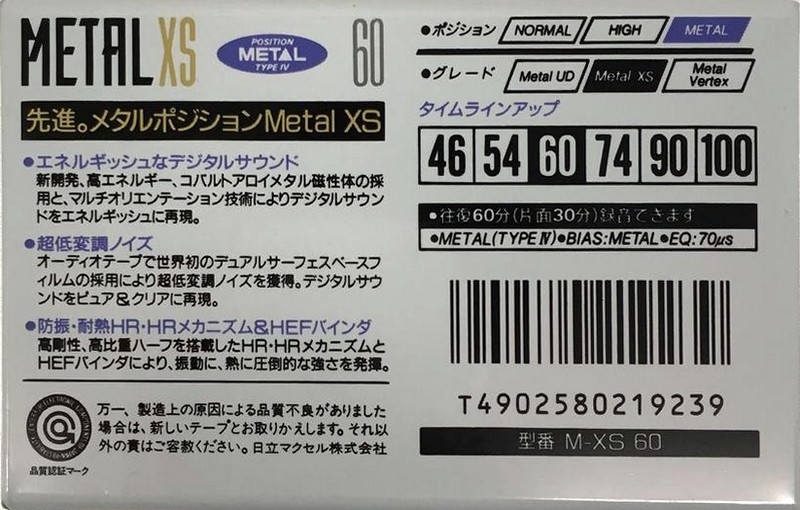 METAL XS
POSITION
METAL
TYPE IV
60
先進。メタルポジションMetal XS
●エネルギッシュなデジタルサウンド
新開発、高エネルギー、コバルトアロイメタル磁性体の採
用と、マルチオリエンテーション技術によりデジタルサウン
ドをエネルギッシュに再現。
●超低変調ノイズ
オーディオテープで世界初のデュアルサーフェスベースフ
ィルムの採用により超低変調ノイズを獲得。デジタルサウ
ンドをピュア&クリアに再現。
●防振・耐熱HR・HRメカニズム&HEFバインダ
高剛性、高比重ハーフを搭載したHR・HRメカニズムと
HEFバインダにより、振動に、熱に圧倒的な強さを発揮。
万一、製造上の原因による品質不良がありました
場合は、新しいテープとお取りかえします。それ以
外の責はご容赦ください。日立マクセル株式会社
品質認証マーク
●ポジション NORMAL HIGH METAL
●グレード Metal UD Metal XS Metal Vertex
タイムラインアップ
46 54 60 74 90 100
●往復60分(片面30分)録音できます
●METAL(TYPE IV)●BIAS:METAL●EQ:70μs
T4902580219239
型番 M-XS 60